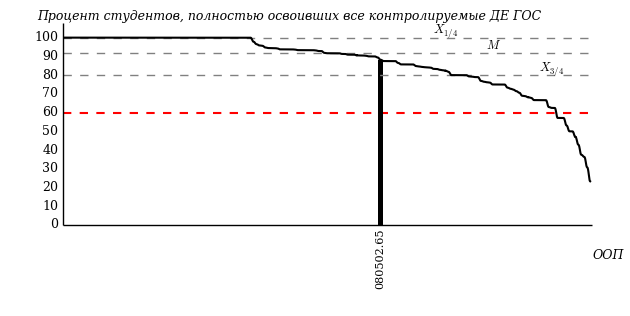 Процент студентов, полностью освоивших все контролируемые ДЕ ГОС
X1/4
M
X3/4
100
90
80
70
60
50
40
30
20
10
0
080502.65
ООП